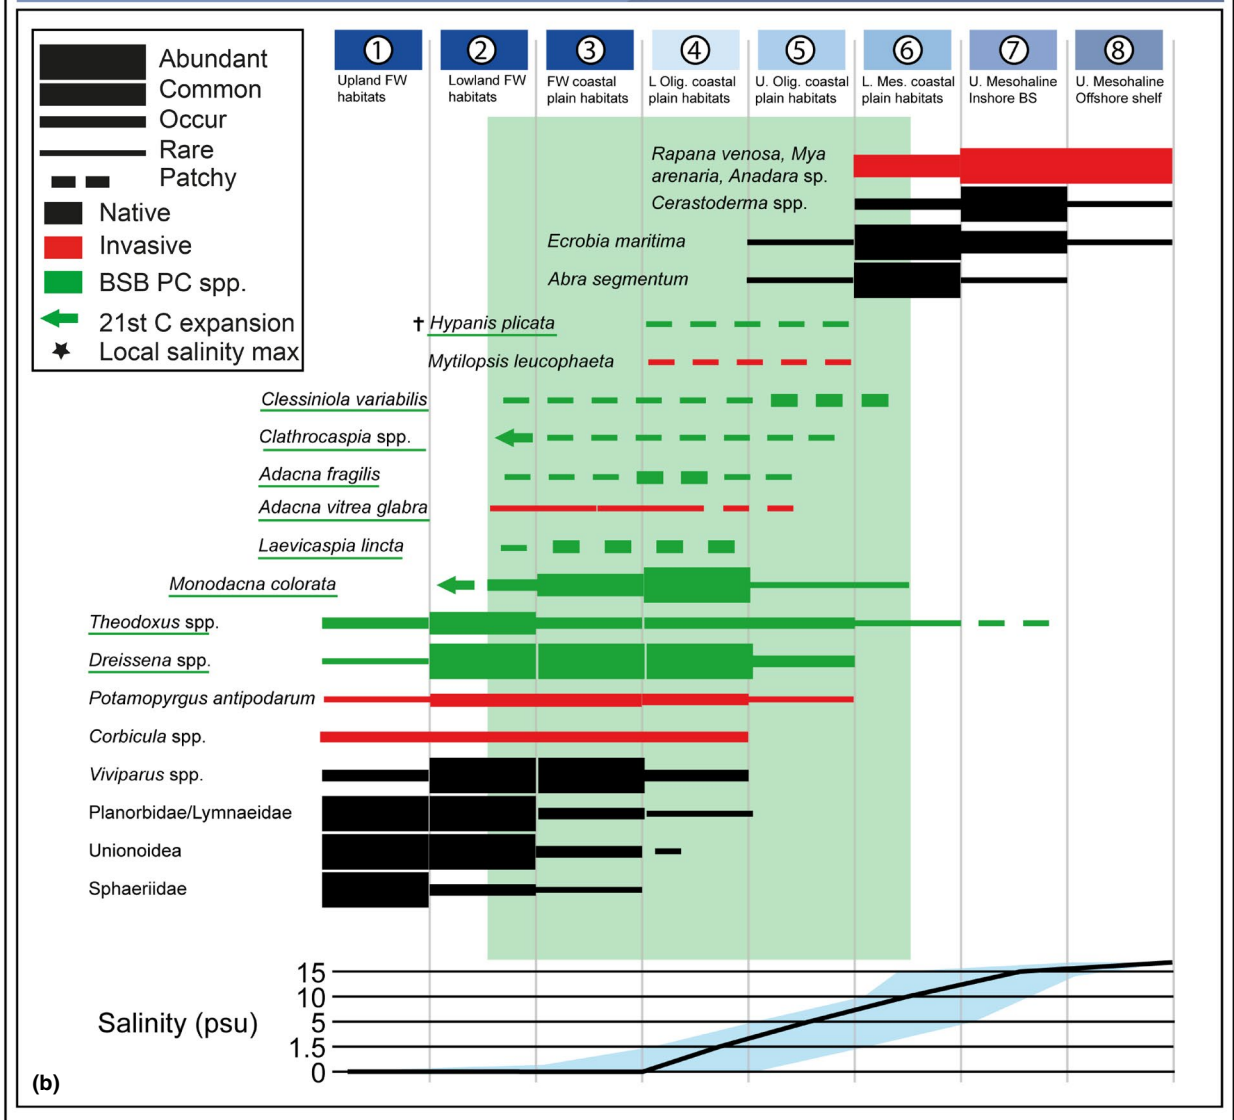 Abundant
Common
Occur
Rare
Patchy
Native
Invasive
BSB PC spp.
21st C expansion
Local salinity max
1
Upland FW
habitats
2
Lowland FW
habitats
3
FW coastal
plain habitats
4
L Olig. coastal
plain habitats
5
U. Olig. coastal
plain habitats
6
L. Mes. coastal
plain habitats
7
U. Mesohaline
Inshore BS
8
U. Mesohaline
Offshore shelf
Rapana venosa, Mya
arenaria, Anadara sp.
Cerastoderma spp.
Ecrobia maritima
Abra segmentum
† Hypanis plicata
Mytilopsis leucophaeta
Clessiniola variabilis
Clathrocaspia spp.
Adacna fragilis
Adacna vitrea glabra
Laevicaspia lincta
Monodacna colorata
Theodoxus spp.
Dreissena spp.
Potamopyrgus antipodarum
Corbicula spp.
Viviparus spp.
Planorbidae/Lymnaeidae
Unionoidea
Sphaeriidae
Salinity (psu)
15
10
5
1.5
0
(b)